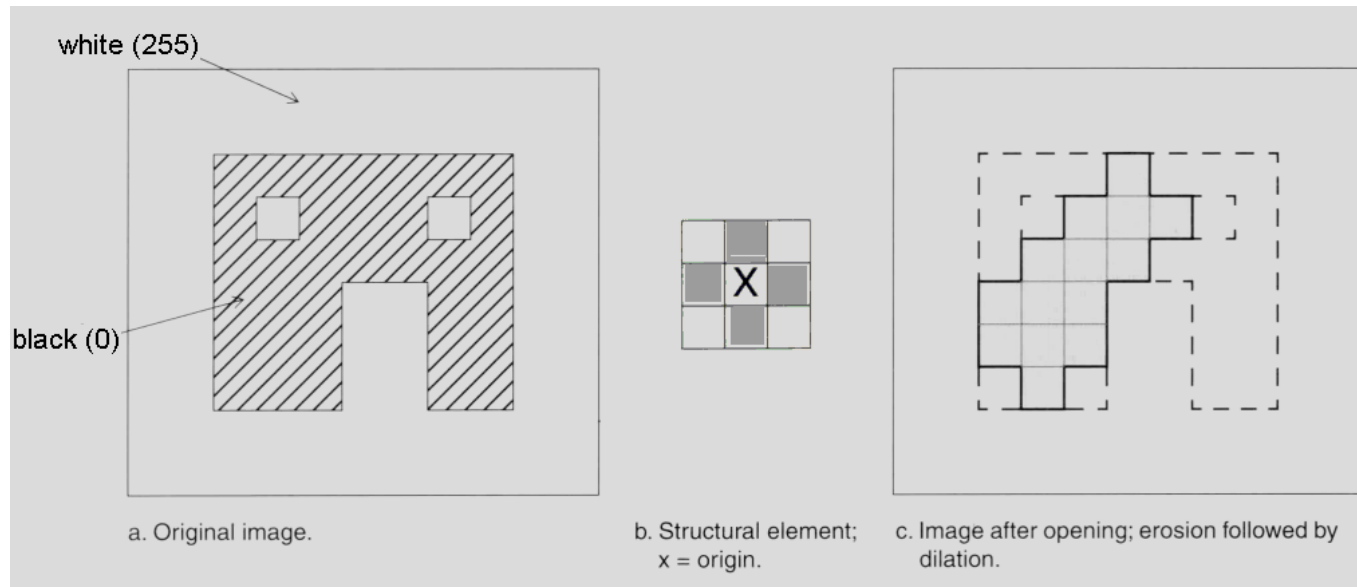 white (255)
black (0)
X
a. Original image.
b. Structural element;
x = origin.
c. Image after opening; erosion followed by
dilation.